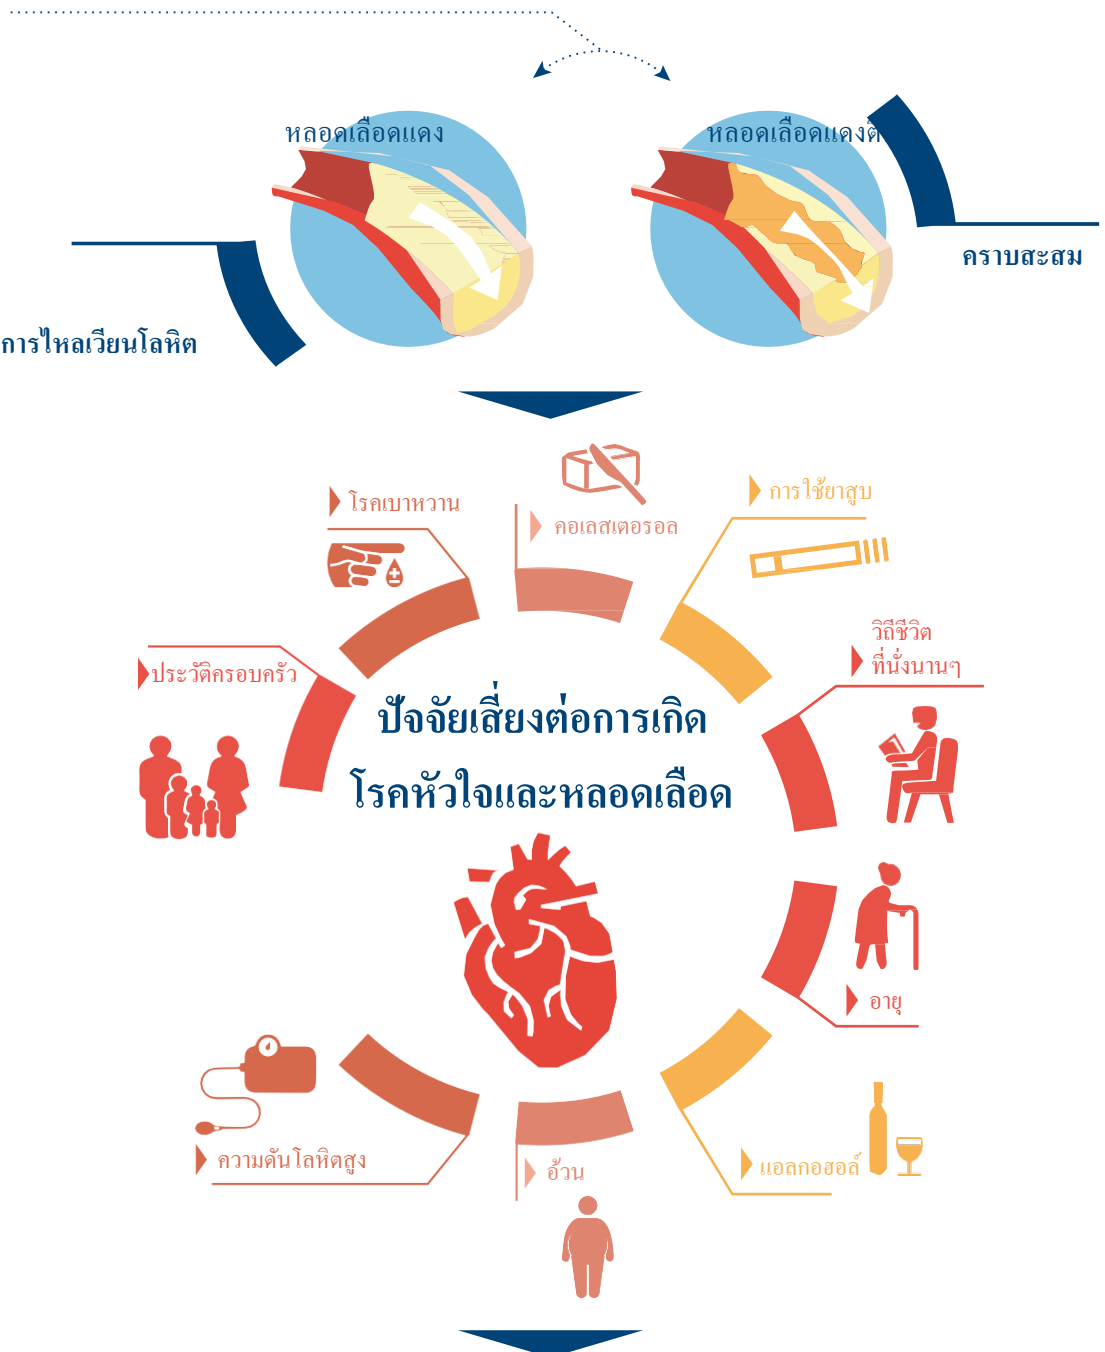 หลอดเลือดแดง
หลอดเลือดแดงตี
คราบสะสม
การไหลเวียนโลหิต
คอเลสเตอรอล
การใช้ยาสูบ
โรคเบาหวาน
วิถีชีวิต
ที่นั่งนานๆ
ประวัติครอบครัว
ปัจจัยเสี่ยงต่อการเกิด
โรคหัวใจและหลอดเลือด
อายุ
ความดันโลหิตสูง
อ้วน
แอลกอฮอล์